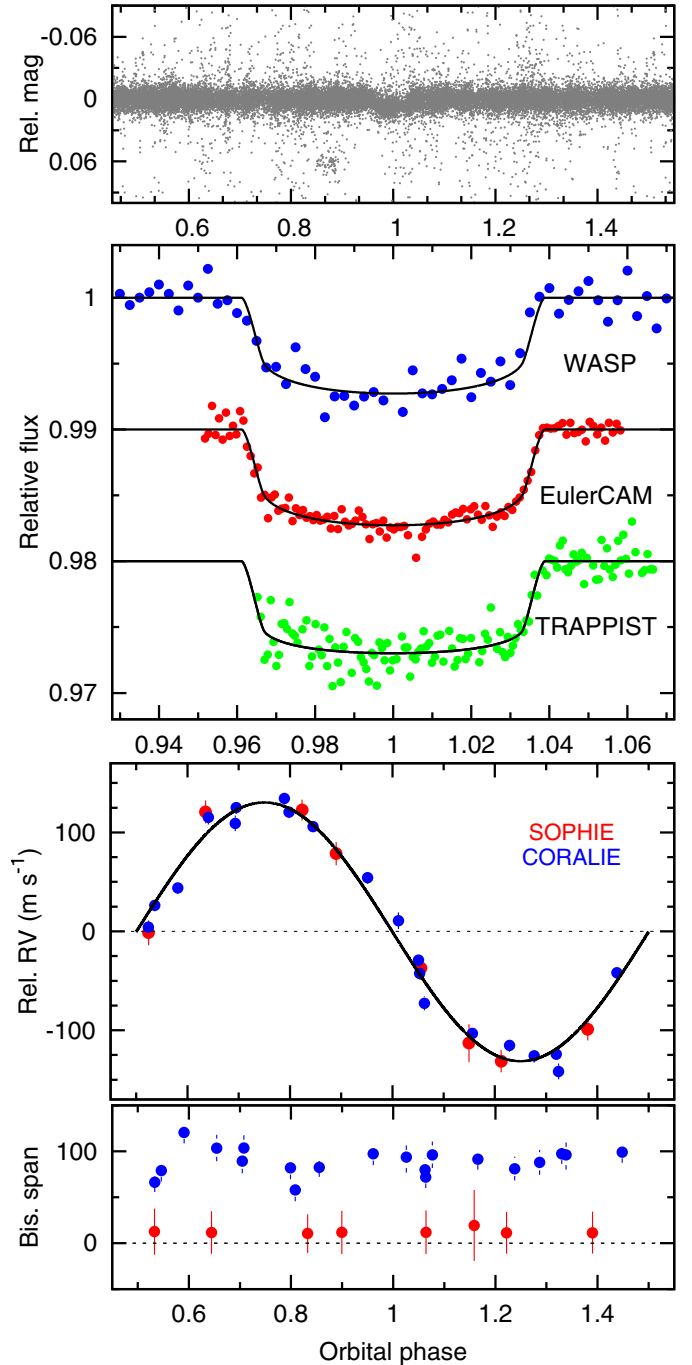 Rel. mag
-0.06
0
0.06
0.6 0.8 1 1.2 1.4
Relative flux
1
0.99
0.98
0.97
WASP
EulerCAM
TRAPPIST
0.94 0.96 0.98 1 1.02 1.04 1.06
Rel. RV (m s⁻¹)
100
0
-100
SOPHIE
CORALIE
Bis. span
100
0
0.6 0.8 1 1.2 1.4
Orbital phase